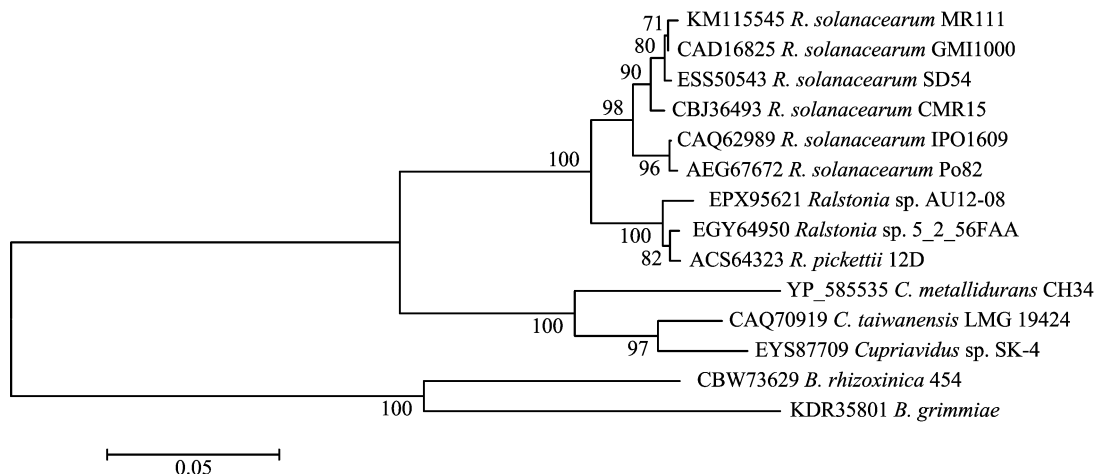 71 KM115545 R. solanacearum MR111
80 CAD16825 R. solanacearum GMI1000
90 ESS50543 R. solanacearum SD54
98 CBJ36493 R. solanacearum CMR15
CAQ62989 R. solanacearum IPO1609
100 96 AEG67672 R. solanacearum Po82
EPX95621 Ralstonia sp. AU12-08
100 EGY64950 Ralstonia sp. 5_2_56FAA
82 ACS64323 R. pickettii 12D
YP_585535 C. metallidurans CH34
100 CAQ70919 C. taiwanensis LMG 19424
97 EYS87709 Cupriavidus sp. SK-4
CBW73629 B. rhizoxinica 454
100 KDR35801 B. grimmiae
0.05